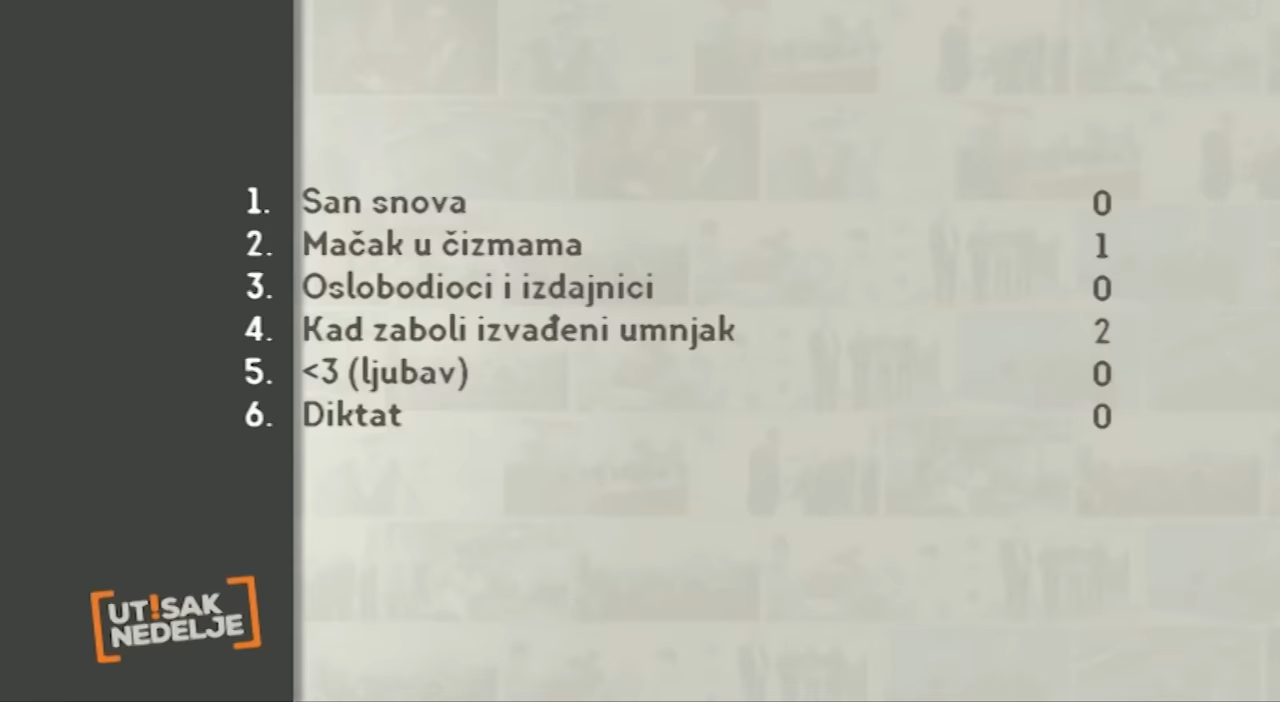 1. San snova 0
2. Mačak u čizmama 1
3. Oslobodioci i izdajnici 0
4. Kad zaboli izvađeni umnjak 2
5. <3 (ljubav) 0
6. Diktat 0
UT!SAK
NEDELJE